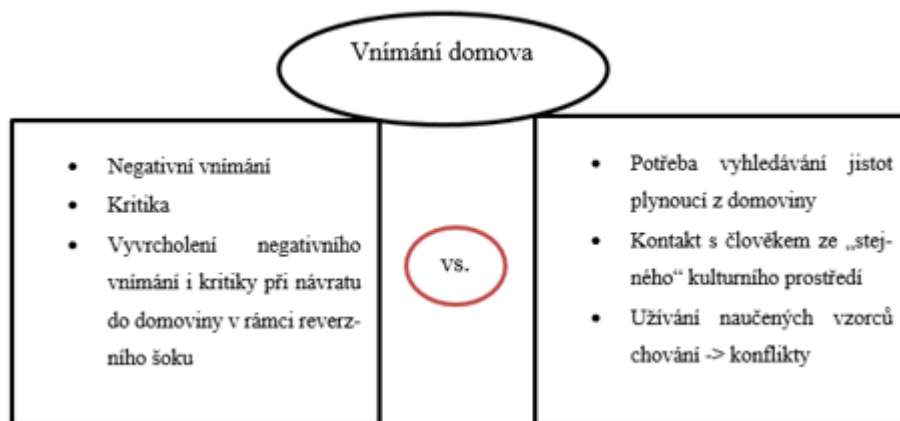 Vnímání domova
• Negativní vnímání
• Kritika
• Vyvrcholení negativního
vnímání i kritiky při návratu
do domoviny v rámci reverz-
ního šoku
vs.
• Potřeba vyhledávání jistot
plynoucí z domoviny
• Kontakt s člověkem ze „stej-
ného“ kulturního prostředí
• Užívání naučených vzorců
chování -> konflikty